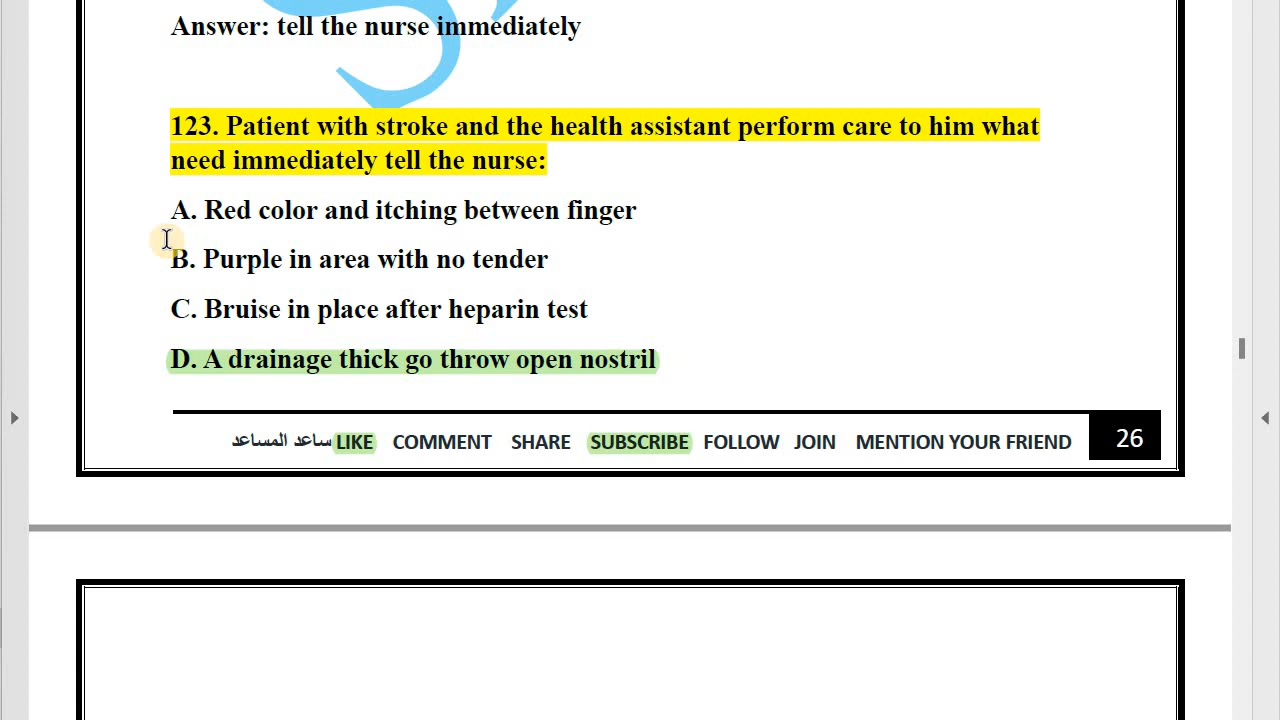 Answer: tell the nurse immediately
123. Patient with stroke and the health assistant perform care to him what
need immediately tell the nurse:
A. Red color and itching between finger
B. Purple in area with no tender
C. Bruise in place after heparin test
D. A drainage thick go throw open nostril
ساعد المساعد LIKE COMMENT SHARE SUBSCRIBE FOLLOW JOIN MENTION YOUR FRIEND 26